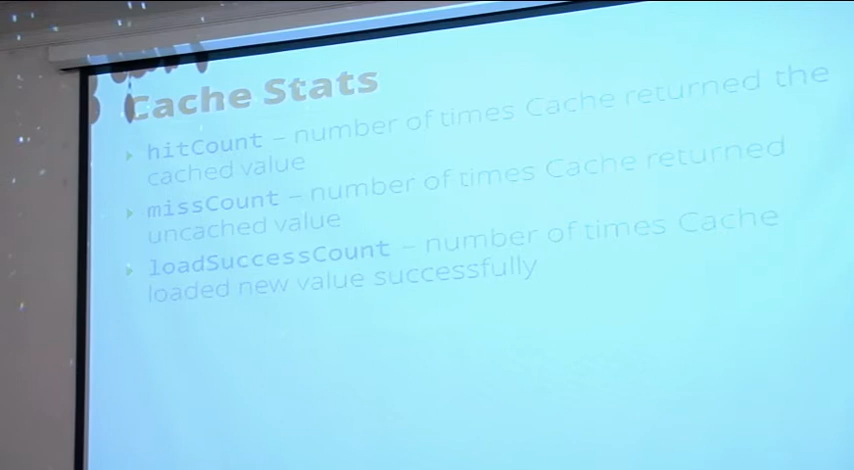 Cache Stats
hitCount – number of times Cache returned the
cached value
missCount – number of times Cache returned
uncached value
loadSuccessCount – number of times Cache
loaded new value successfully